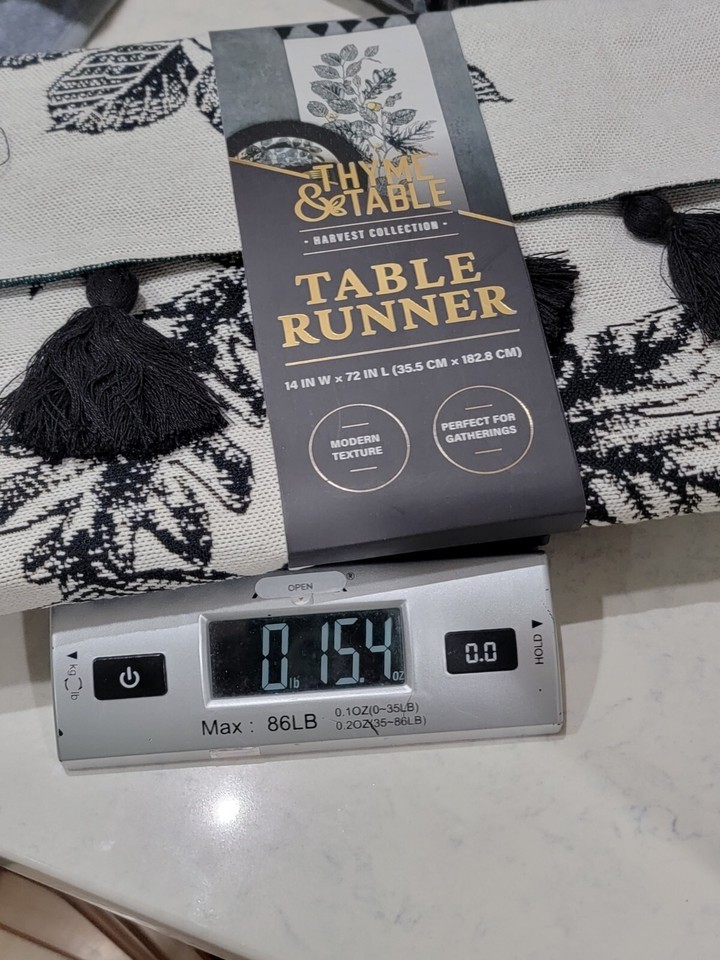 THYME
& TABLE
· HARVEST COLLECTION ·
TABLE
RUNNER
14 IN W × 72 IN L (35.5 CM × 182.8 CM)
MODERN
TEXTURE
PERFECT FOR
GATHERINGS
OPEN
®
kg
lb
0 lb 15.4 oz
0.0
HOLD
Max : 86LB
0.1OZ(0~35LB)
0.2OZ(35~86LB)